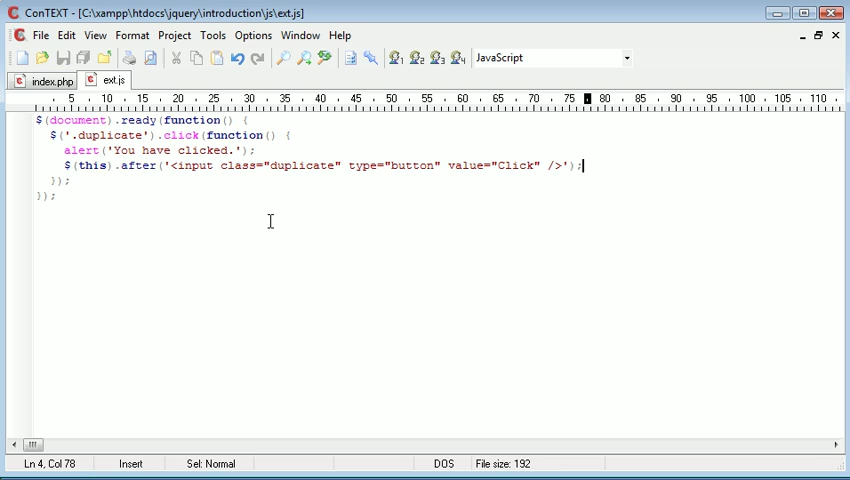 ConTEXT - [C:\xampp\htdocs\jquery\introduction\js\ext.js]
File Edit View Format Project Tools Options Window Help
JavaScript
index.php ext.js
5 10 15 20 25 30 35 40 45 50 55 60 65 70 75 80 85 90 95 100 105 110
$(document).ready(function() {
$('.duplicate').click(function() {
alert('You have clicked.');
$(this).after('<input class="duplicate" type="button" value="Click" />');
});
});
Ln 4, Col 78 Insert Sel: Normal DOS File size: 192